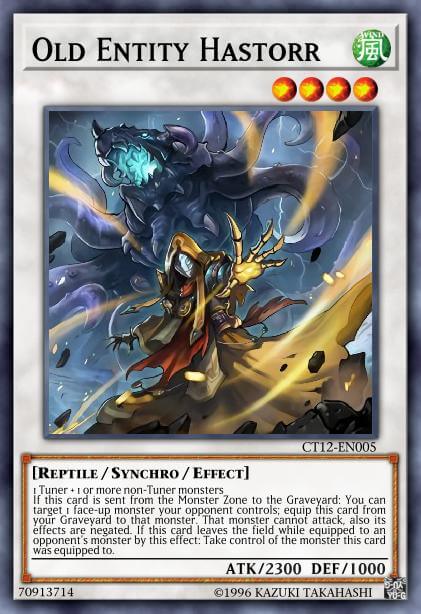 OLD ENTITY HASTORR
WIND
風
CT12-EN005
[REPTILE / SYNCHRO / EFFECT]
1 Tuner + 1 or more non-Tuner monsters
If this card is sent from the Monster Zone to the Graveyard: You can
target 1 face-up monster your opponent controls; equip this card from
your Graveyard to that monster. That monster cannot attack, also its
effects are negated. If this card leaves the field while equipped to an
opponent's monster by this effect: Take control of the monster this card
was equipped to.
ATK/2300 DEF/1000
70913714
©1996 KAZUKI TAKAHASHI